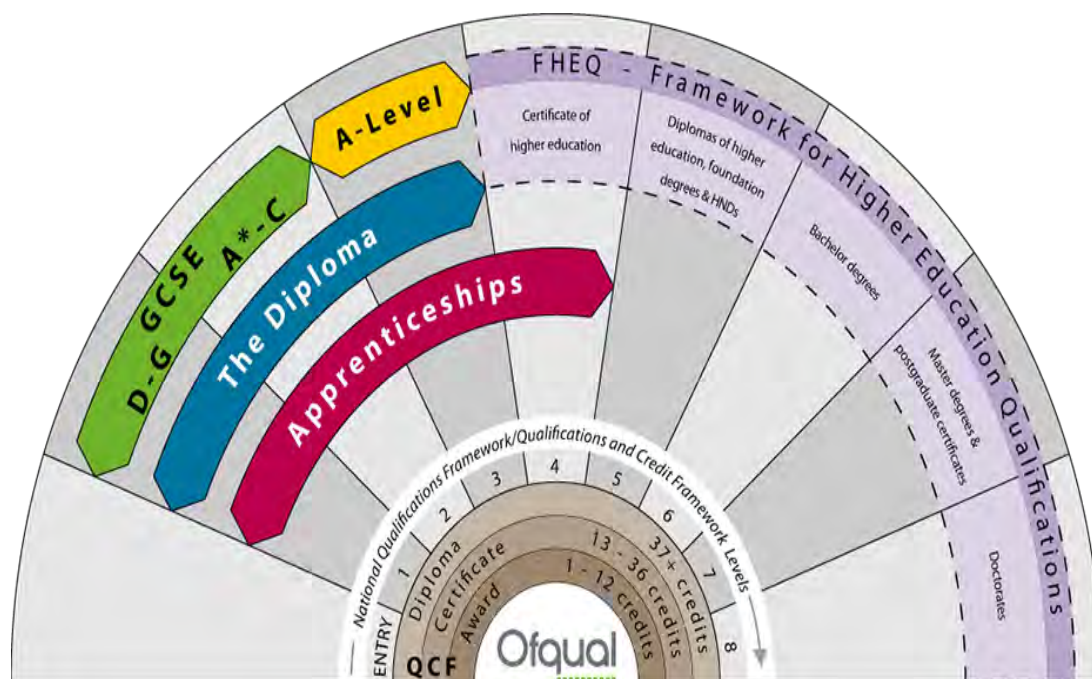 FHEQ - Framework for Higher Education Qualifications
A-Level
Certificate of
higher education
Diplomas of higher
education, foundation
degrees & HNDs
Bachelor degrees
Master degrees &
postgraduate certificates
Doctorates
GCSE
D-G A*-C
The Diploma
Apprenticeships
National Qualifications Framework/Qualifications and Credit Framework Levels
ENTRY
1
2
3
4
5
6
7
8
Diploma
37+ credits
Certificate
13 - 36 credits
Award
1 - 12 credits
QCF
Ofqual